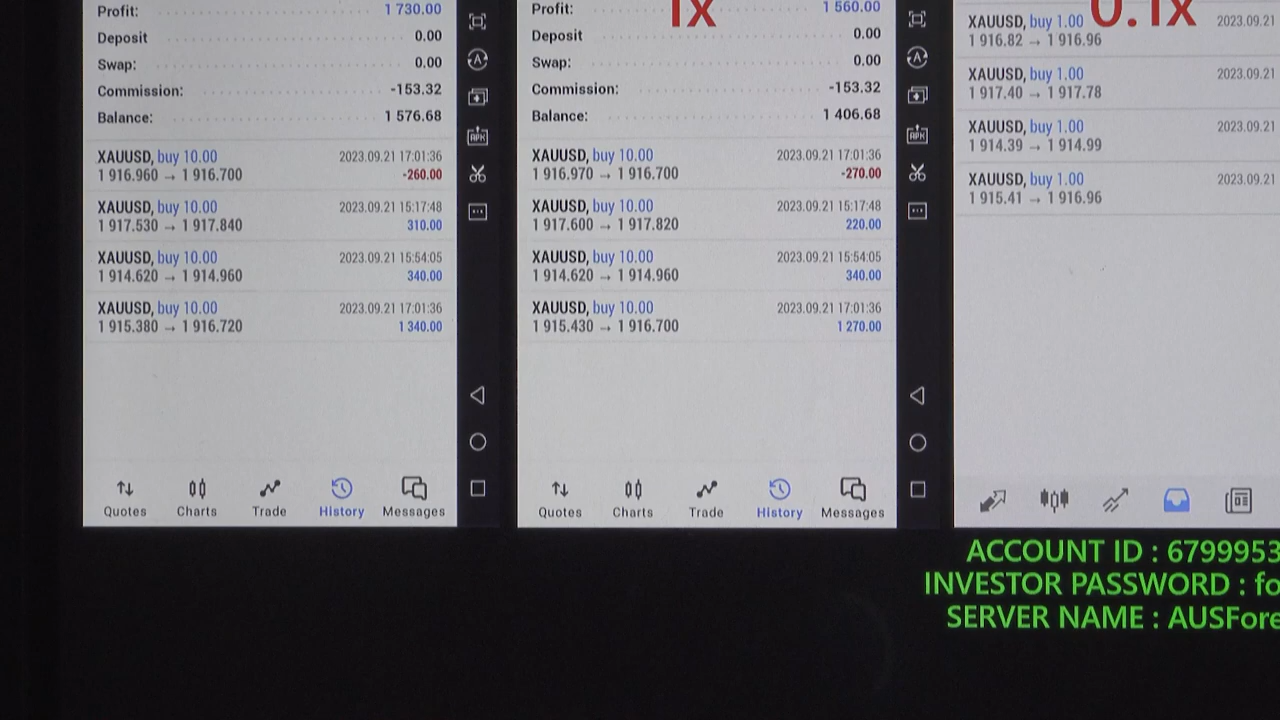 Profit: 1 730.00
Deposit 0.00
Swap: 0.00
Commission: -153.32
Balance: 1 576.68
XAUUSD, buy 10.00 2023.09.21 17:01:36
1 916.960 → 1 916.700 -260.00
XAUUSD, buy 10.00 2023.09.21 15:17:48
1 917.530 → 1 917.840 310.00
XAUUSD, buy 10.00 2023.09.21 15:54:05
1 914.620 → 1 914.960 340.00
XAUUSD, buy 10.00 2023.09.21 17:01:36
1 915.380 → 1 916.720 1 340.00
Quotes Charts Trade History Messages
1x
Profit: 1 560.00
Deposit 0.00
Swap: 0.00
Commission: -153.32
Balance: 1 406.68
XAUUSD, buy 10.00 2023.09.21 17:01:36
1 916.970 → 1 916.700 -270.00
XAUUSD, buy 10.00 2023.09.21 15:17:48
1 917.600 → 1 917.820 220.00
XAUUSD, buy 10.00 2023.09.21 15:54:05
1 914.620 → 1 914.960 340.00
XAUUSD, buy 10.00 2023.09.21 17:01:36
1 915.430 → 1 916.700 1 270.00
Quotes Charts Trade History Messages
0.1x
XAUUSD, buy 1.00 2023.09.21
1 916.82 → 1 916.96
XAUUSD, buy 1.00 2023.09.21
1 917.40 → 1 917.78
XAUUSD, buy 1.00 2023.09.21
1 914.39 → 1 914.99
XAUUSD, buy 1.00 2023.09.21
1 915.41 → 1 916.96
ACCOUNT ID : 6799953
INVESTOR PASSWORD : fo
SERVER NAME : AUSFore